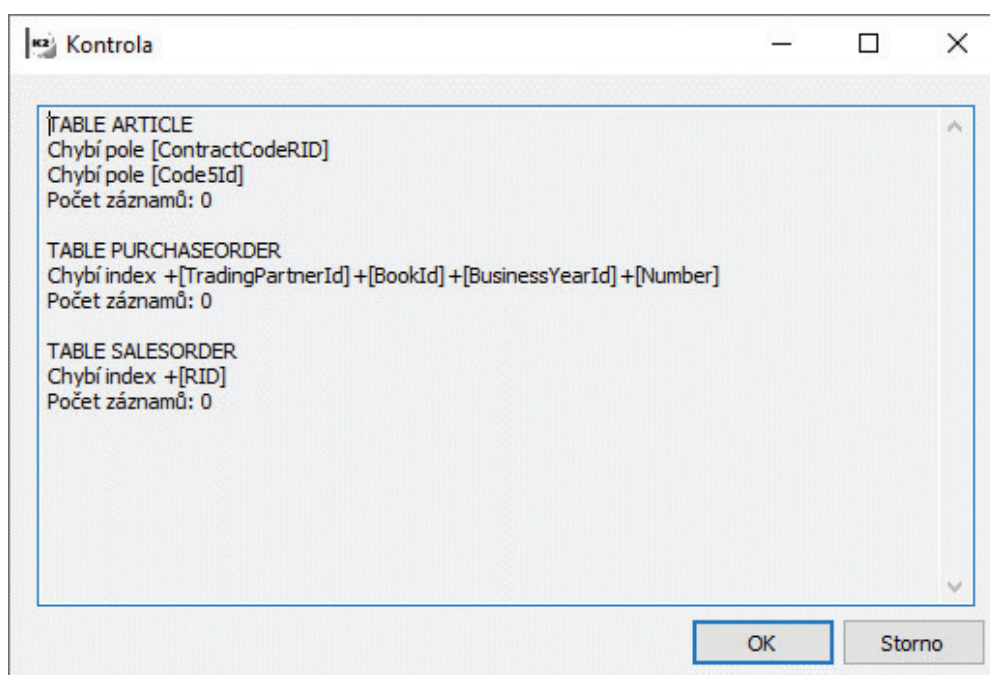 K2 Kontrola
TABLE ARTICLE
Chybí pole [ContractCodeRID]
Chybí pole [Code5Id]
Počet záznamů: 0
TABLE PURCHASEORDER
Chybí index +[TradingPartnerId]+[BookId]+[BusinessYearId]+[Number]
Počet záznamů: 0
TABLE SALESORDER
Chybí index +[RID]
Počet záznamů: 0
OK Storno